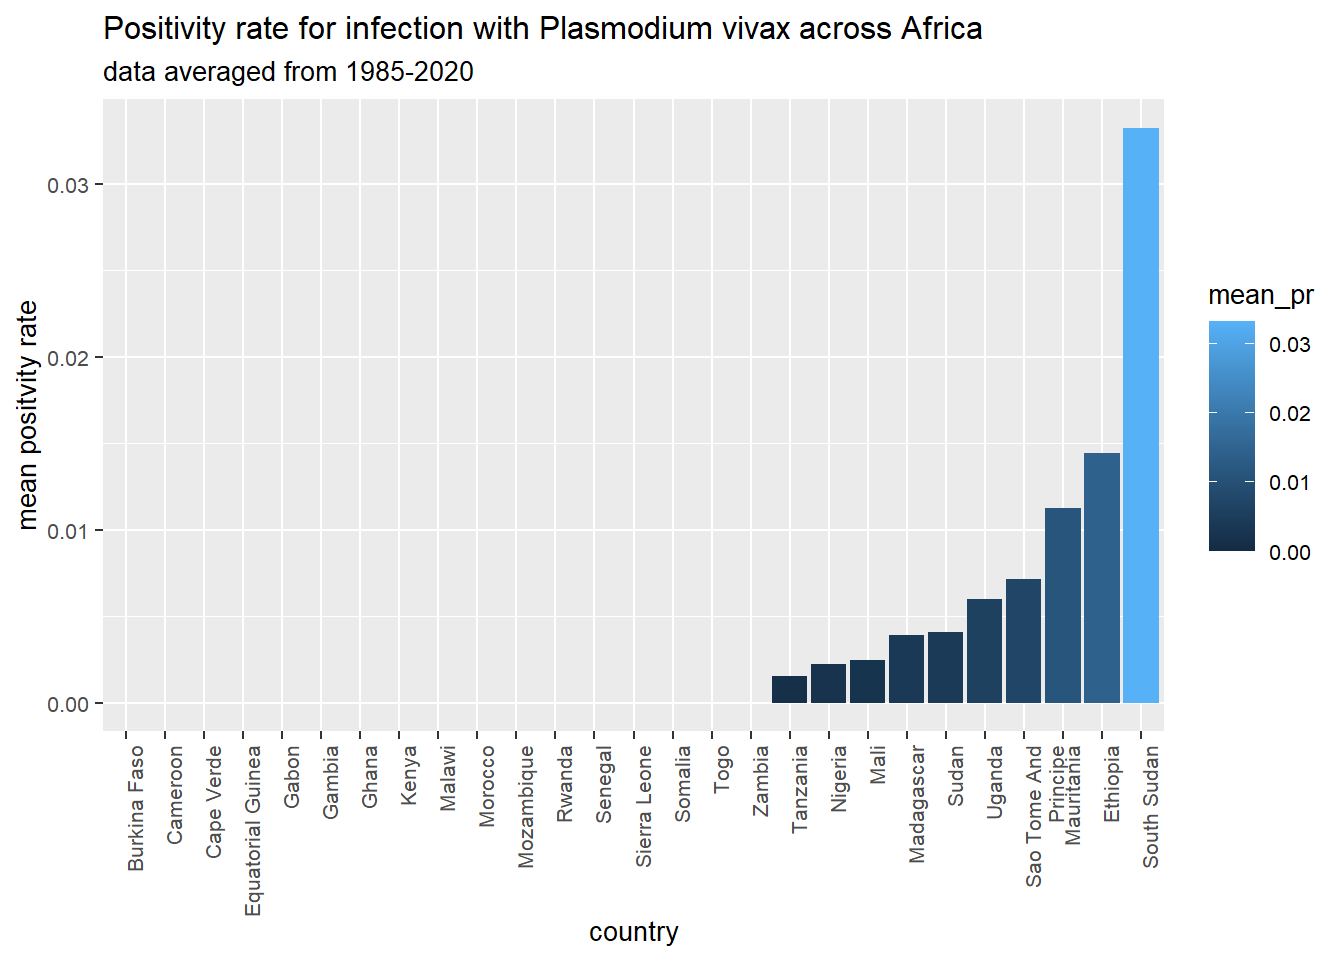 Positivity rate for infection with Plasmodium vivax across Africa
data averaged from 1985-2020
mean positvity rate
0.03
0.02
0.01
0.00
Burkina Faso
Cameroon
Cape Verde
Equatorial Guinea
Gabon
Gambia
Ghana
Kenya
Malawi
Morocco
Mozambique
Rwanda
Senegal
Sierra Leone
Somalia
Togo
Zambia
Tanzania
Nigeria
Mali
Madagascar
Sudan
Uganda
Sao Tome And
Principe
Mauritania
Ethiopia
South Sudan
country
mean_pr
0.03
0.02
0.01
0.00